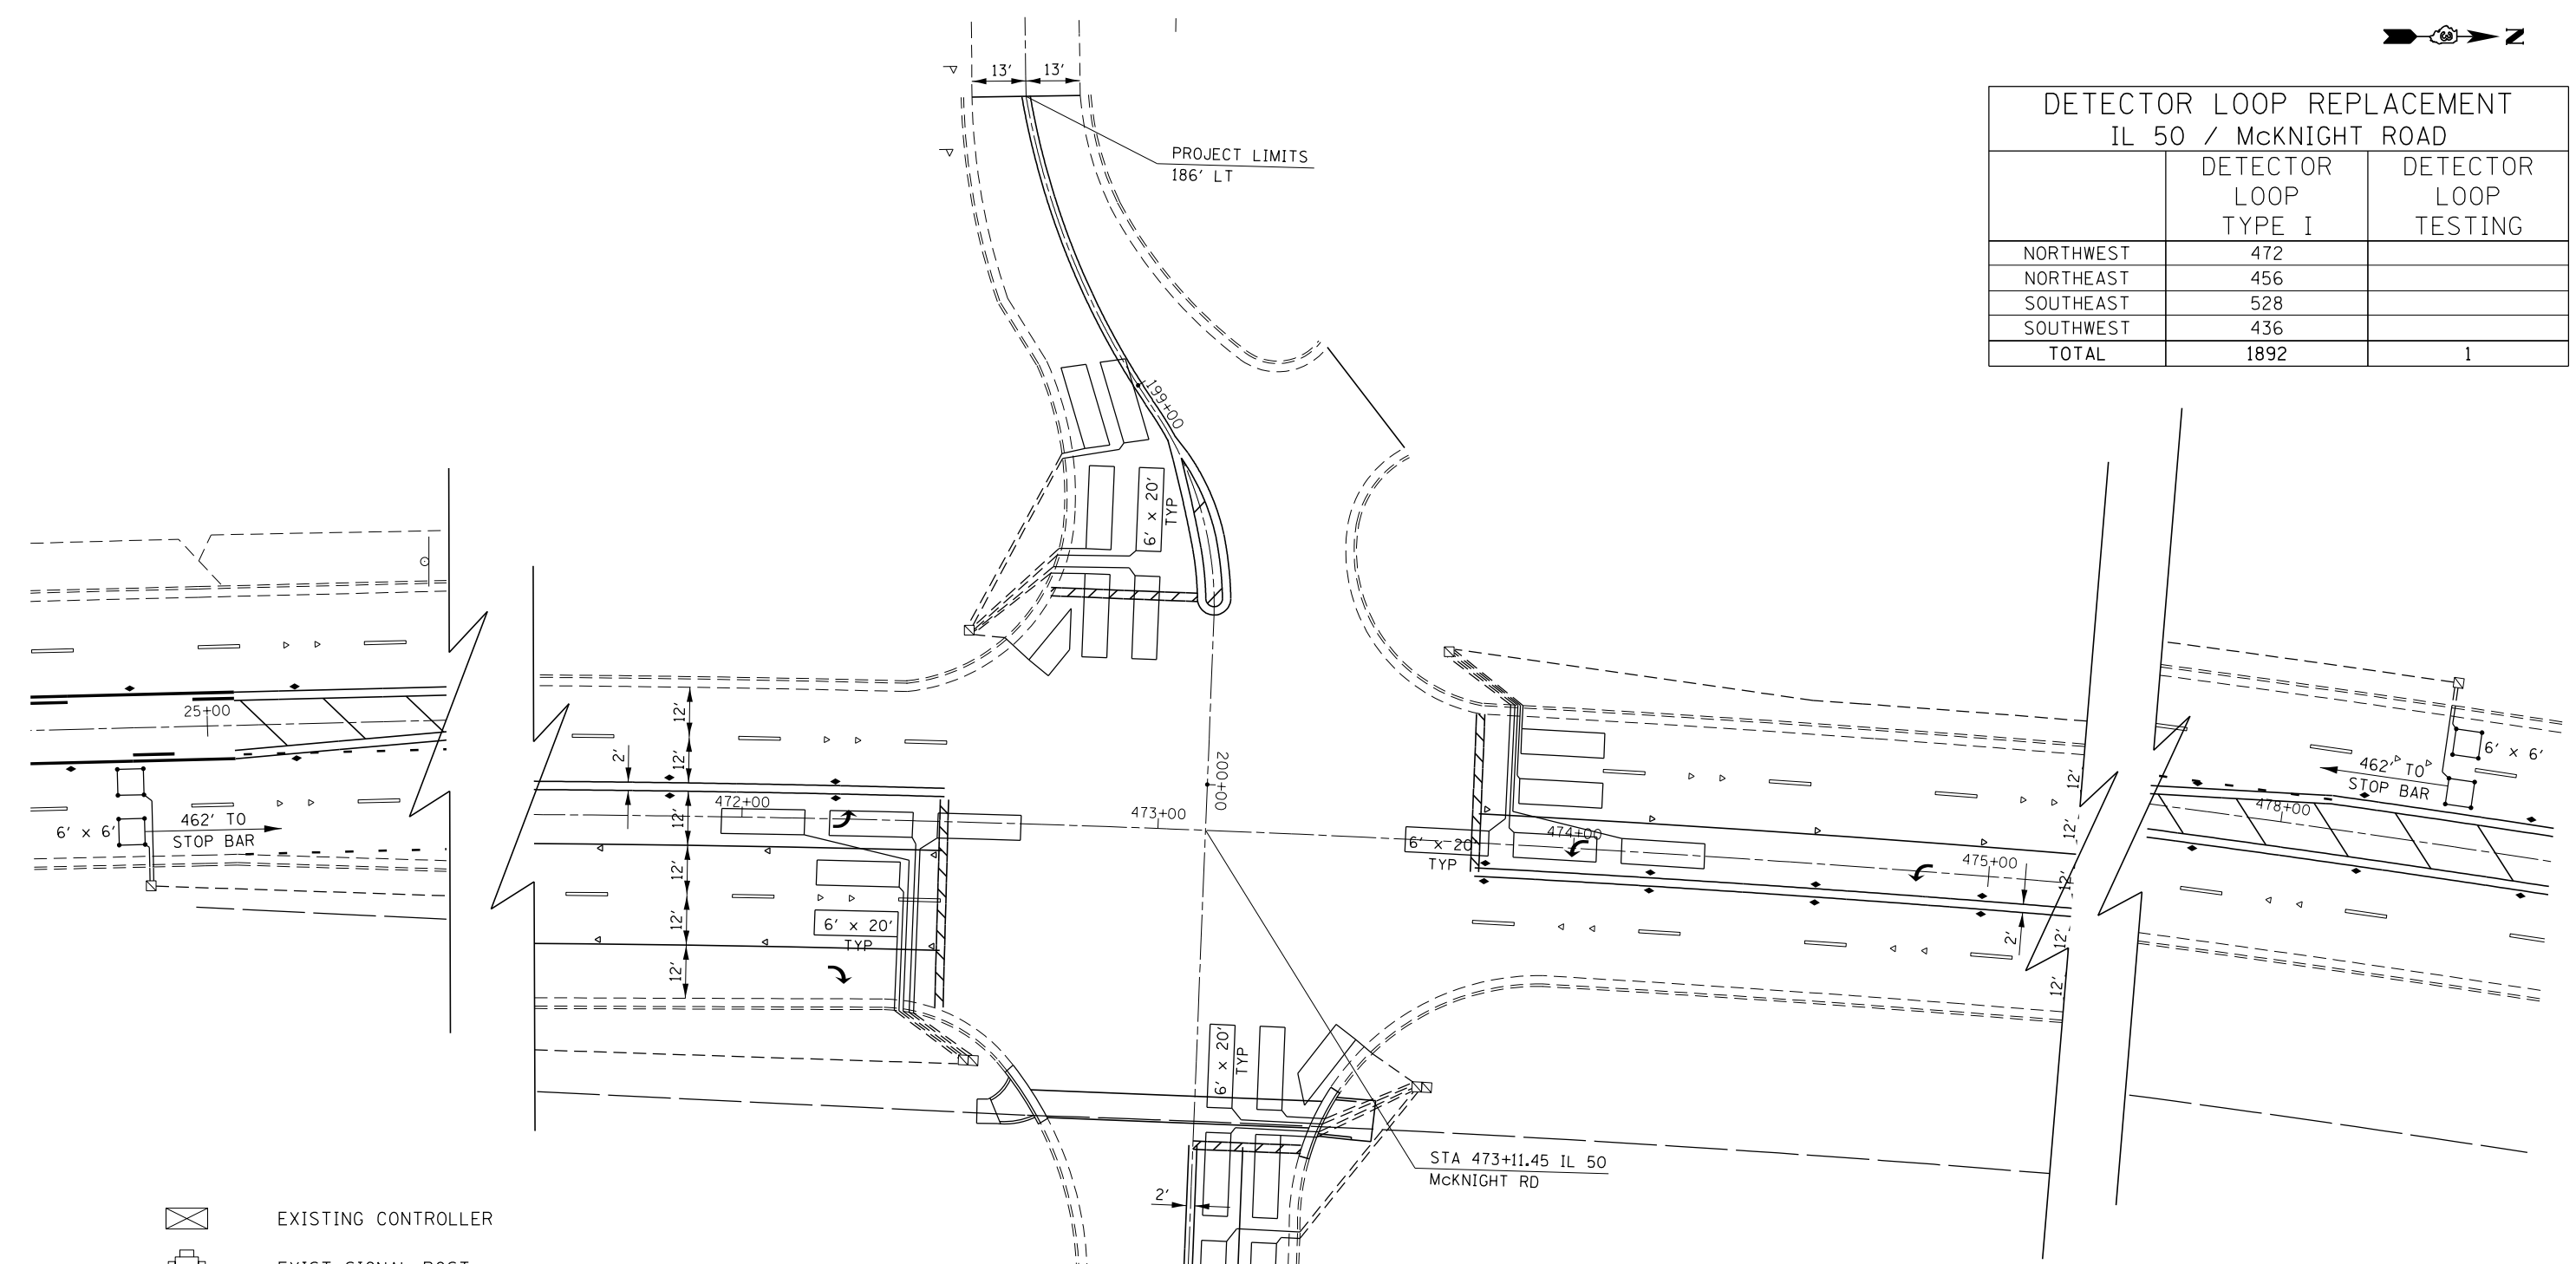 N
DETECTOR LOOP REPLACEMENT
IL 50 / McKNIGHT ROAD
DETECTOR LOOP TYPE I
DETECTOR LOOP TESTING
NORTHWEST 472
NORTHEAST 456
SOUTHEAST 528
SOUTHWEST 436
TOTAL 1892 1
13' 13'
PROJECT LIMITS
186' LT
199+00
6' x 20'
TYP
25+00
6' x 6'
462' TO
STOP BAR
12'
12'
2'
12'
12'
12'
12'
472+00
6' x 20'
TYP
473+00
200+00
6' x 20'
TYP
474+00
475+00
2'
12'
12'
12'
12'
12'
6' x 6'
462' TO
STOP BAR
478+00
6' x 20'
TYP
2'
STA 473+11.45 IL 50
McKNIGHT RD
EXISTING CONTROLLER
EXIST SIGNAL POST